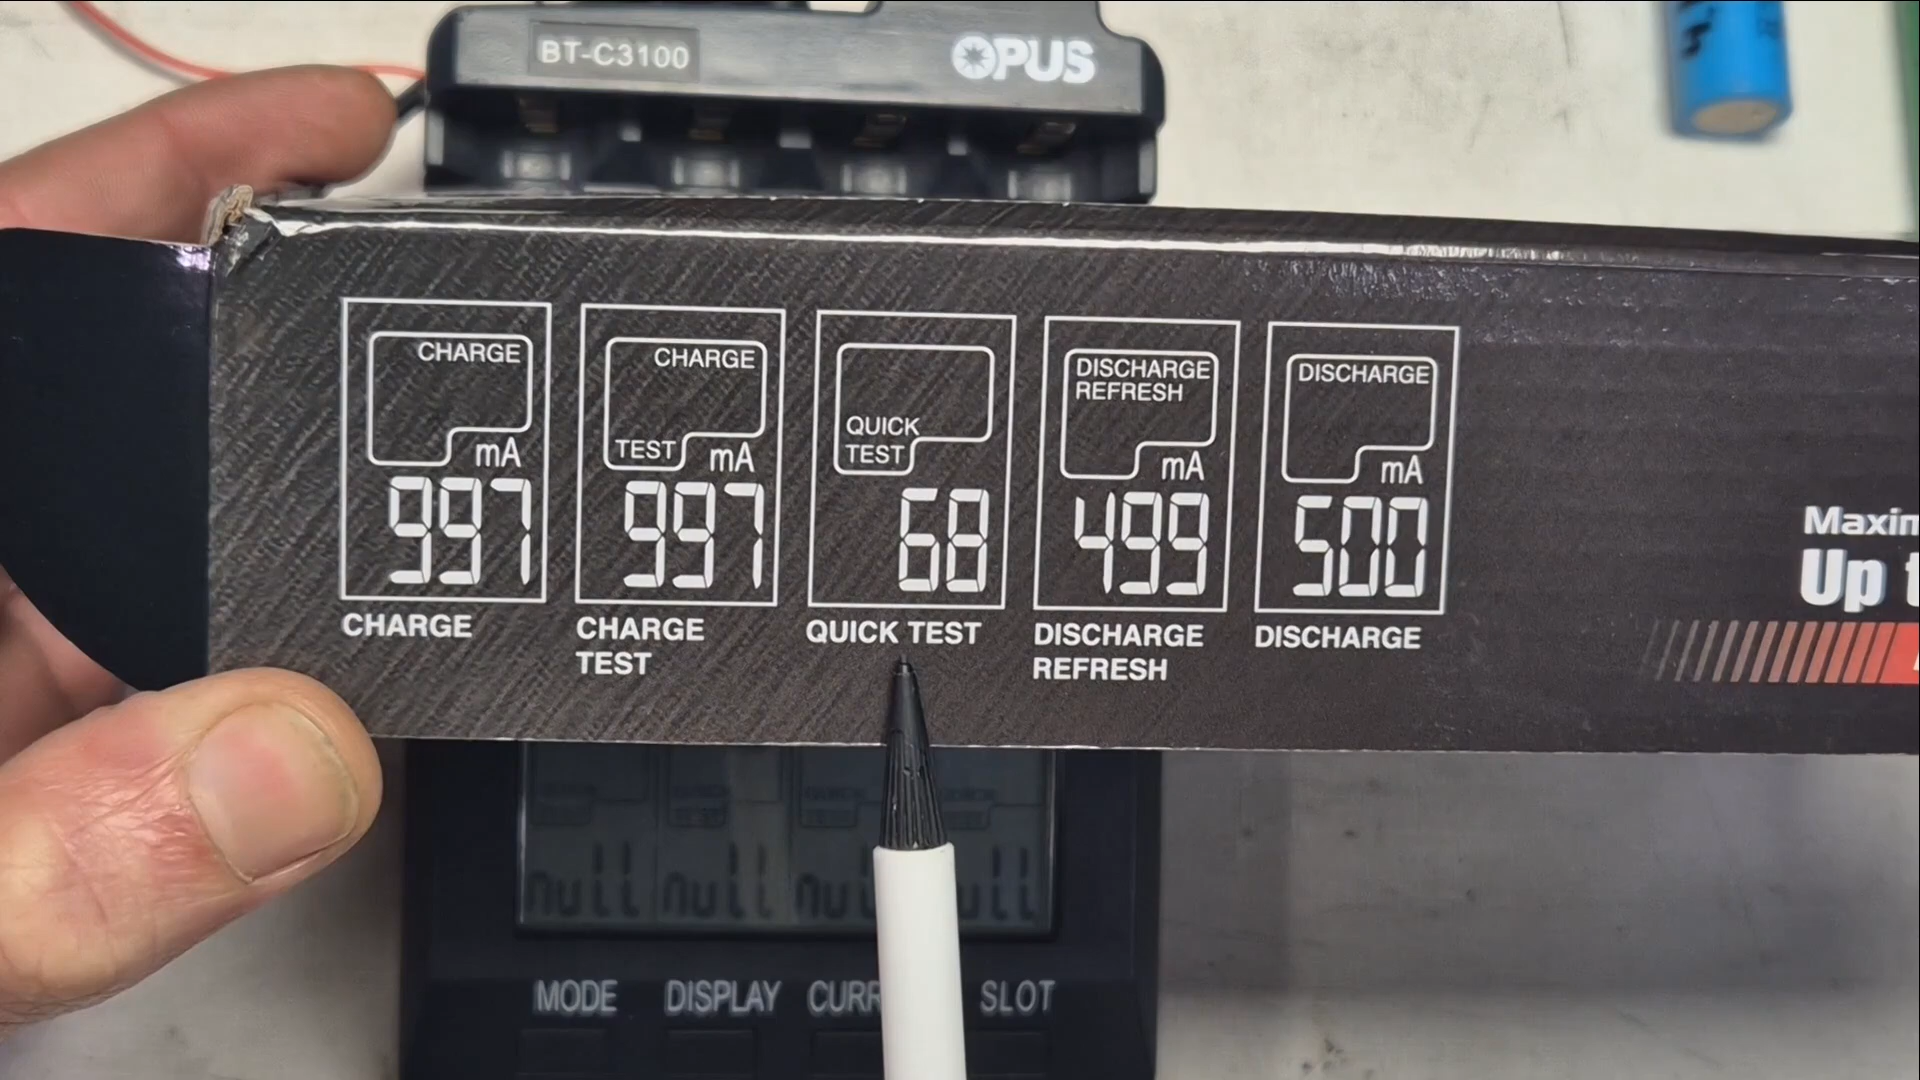 BT-C3100
OPUS
CHARGE
mA
997
CHARGE
CHARGE
TEST
mA
997
CHARGE
TEST
QUICK
TEST
68
QUICK TEST
DISCHARGE
REFRESH
mA
499
DISCHARGE
REFRESH
DISCHARGE
mA
500
DISCHARGE
Up
null null null
MODE DISPLAY SLOT